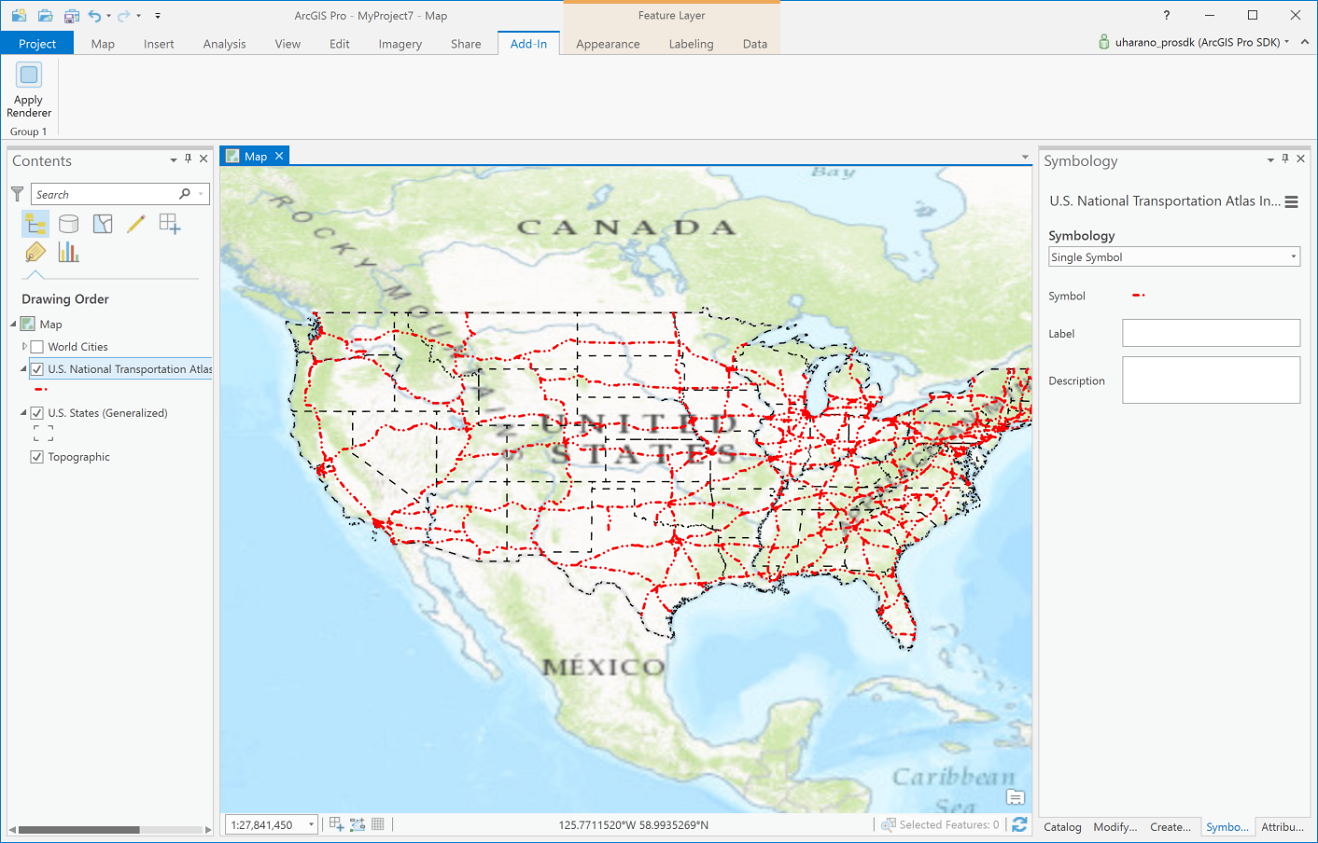 ArcGIS Pro - MyProject7 - Map
Feature Layer
?
Project
Map
Insert
Analysis
View
Edit
Imagery
Share
Add-In
Appearance
Labeling
Data
uharano_prosdk (ArcGIS Pro SDK)
Apply
Renderer
Group 1
Contents
Search
Drawing Order
Map
World Cities
U.S. National Transportation Atlas
U.S. States (Generalized)
Topographic
Map
Bay
CANADA
ROCKY MOUNTAINS
UNITED
STATES
MÉXICO
Caribbean
Sea
1:27,841,450
125.7711520°W 58.9935269°N
Selected Features: 0
Symbology
U.S. National Transportation Atlas In...
Symbology
Single Symbol
Symbol
Label
Description
Catalog
Modify...
Create...
Symbo...
Attribu...